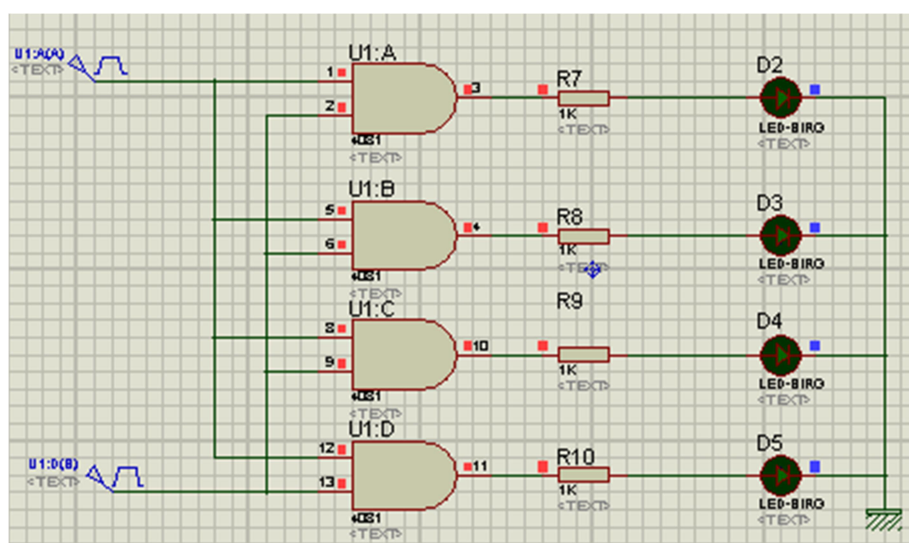 U1:A(A)
<TEXT>
U1:A
1
2
3
4081
<TEXT>
R7
1K
<TEXT>
D2
LED-BIRG
<TEXT>
U1:B
5
6
4
4081
<TEXT>
R8
1K
<TEXT>
D3
LED-BIRG
<TEXT>
U1:C
8
9
10
4081
<TEXT>
R9
1K
<TEXT>
D4
LED-BIRG
<TEXT>
U1:D(B)
<TEXT>
U1:D
12
13
11
4081
<TEXT>
R10
1K
<TEXT>
D5
LED-BIRG
<TEXT>